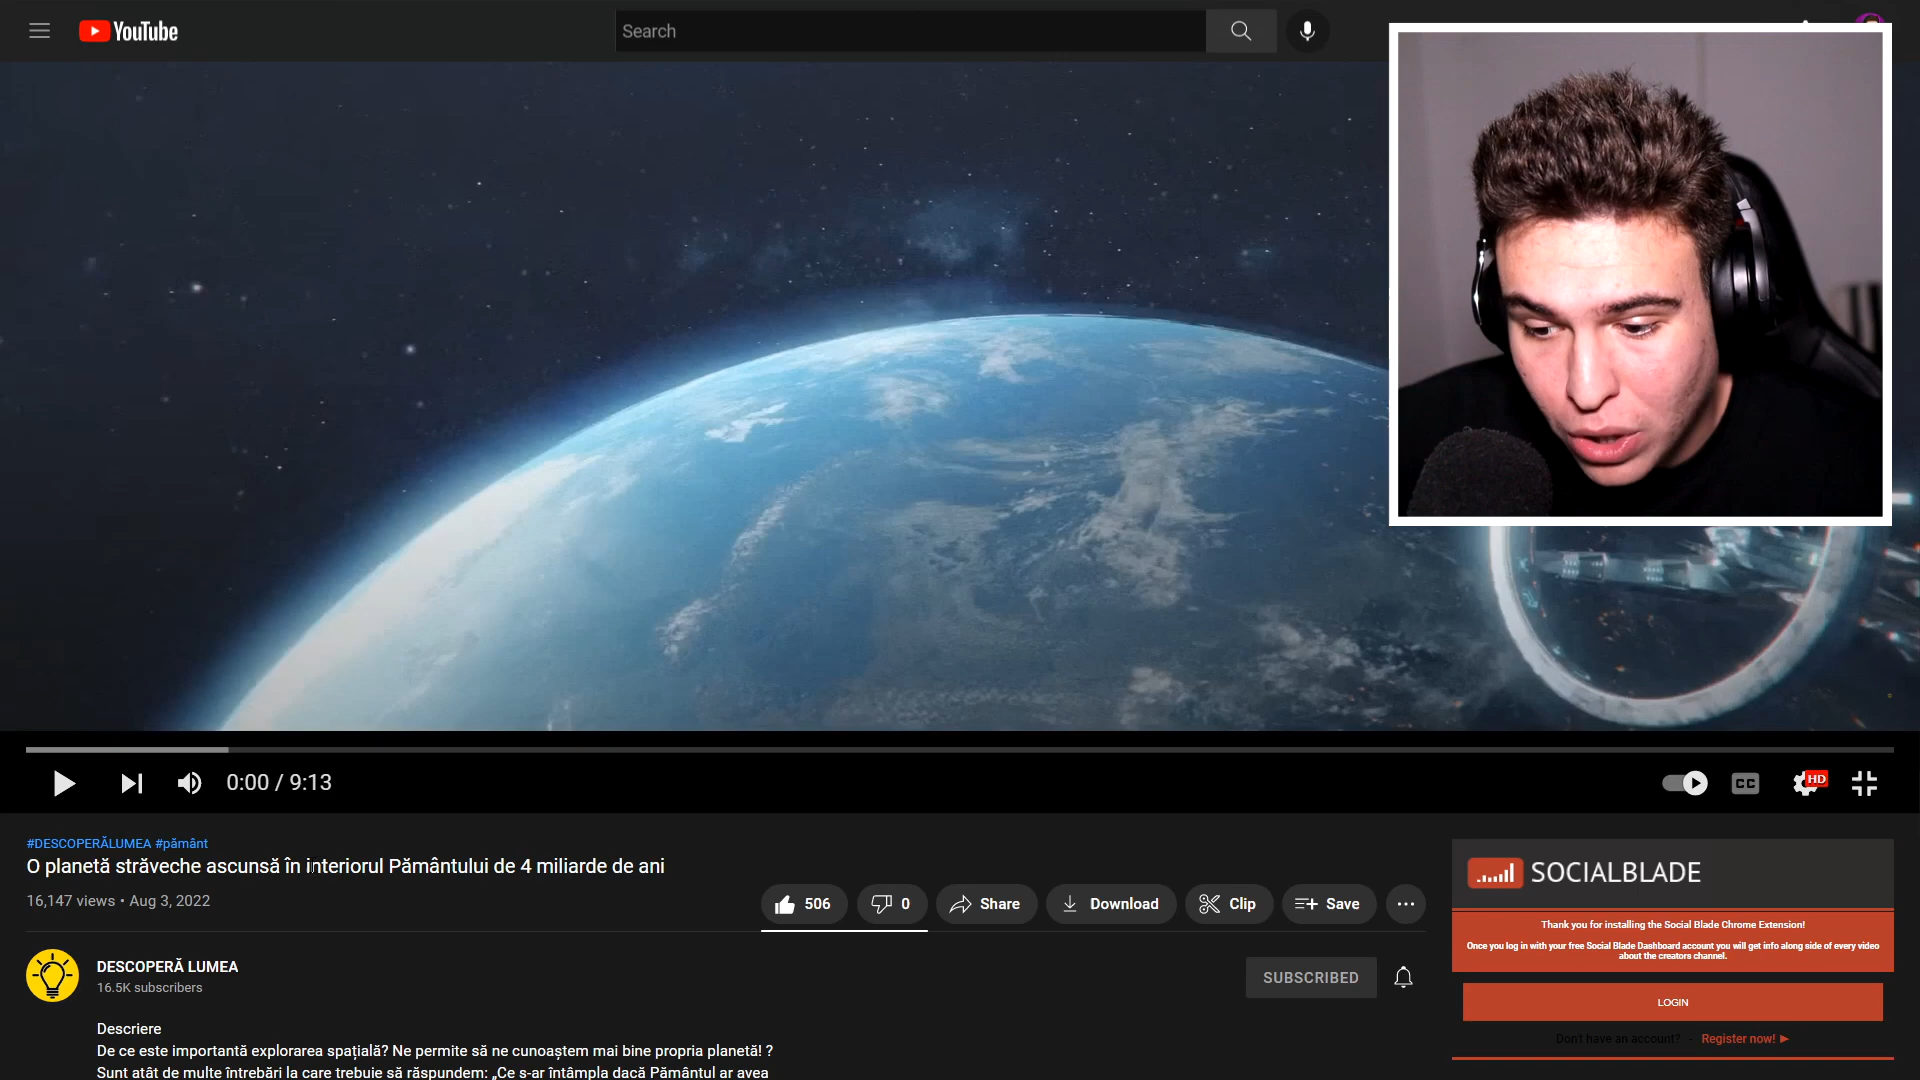 YouTube
Search
0:00 / 9:13
CC
HD
#DESCOPERĂLUMEA #pământ
O planetă străveche ascunsă în interiorul Pământului de 4 miliarde de ani
16,147 views • Aug 3, 2022
506
0
Share
Download
Clip
Save
DESCOPERĂ LUMEA
16.5K subscribers
SUBSCRIBED
Descriere
De ce este importantă explorarea spațială? Ne permite să ne cunoaștem mai bine propria planetă! ?
Sunt atât de multe întrebări la care trebuie să răspundem: „Ce s-ar întâmpla dacă Pământul ar avea
SOCIALBLADE
Thank you for installing the Social Blade Chrome Extension!
Once you log in with your free Social Blade Dashboard account you will get info along side of every video
about the creators channel.
LOGIN
Don't have an account? - Register now! ▶